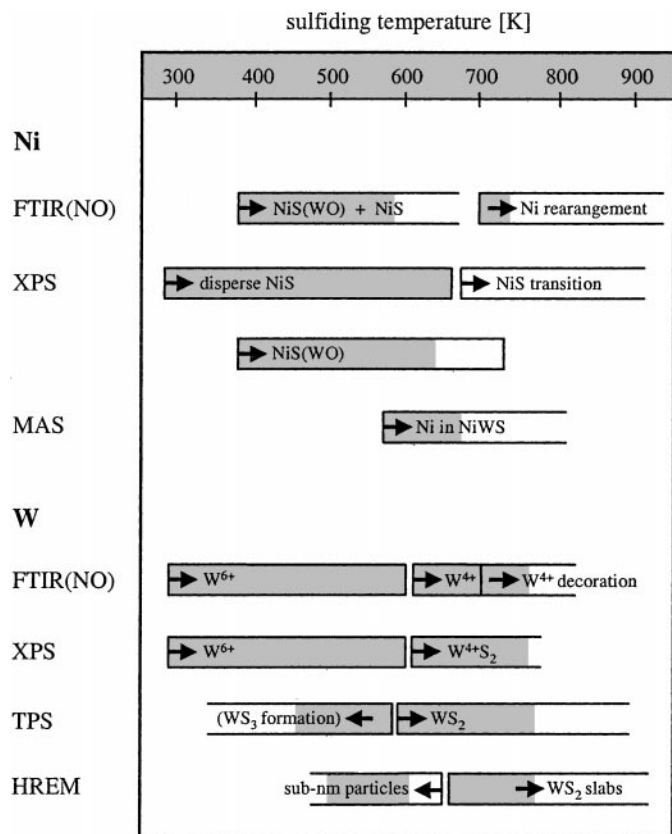 sulfiding temperature [K]
300 400 600 700 800 900
Ni
FTIR(NO) NiS(WO) + NiS Ni rearangement
XPS disperse NiS NiS transition
NiS(WO)
MAS Ni in NiWS
W
FTIR(NO) W⁶⁺ W⁴⁺ W⁴⁺ decoration
XPS W⁶⁺ W⁴⁺S₂
TPS (WS₃ formation) WS₂
HREM sub-nm particles WS₂ slabs